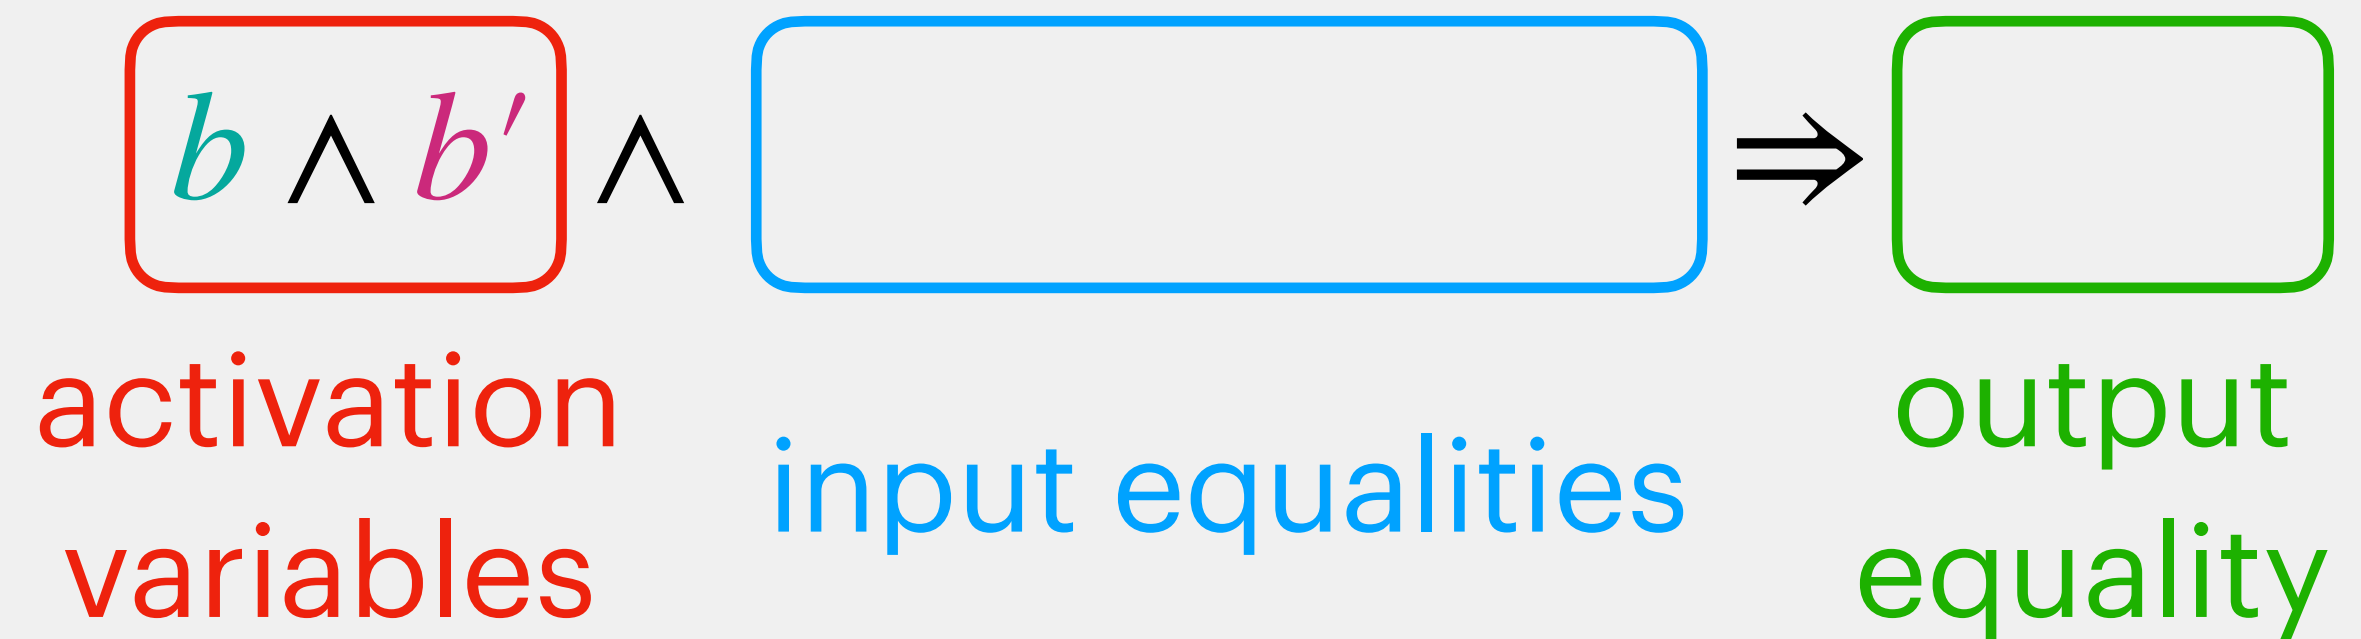 b ∧ b′ ∧ ⇒
activation
variables
input equalities
output
equality